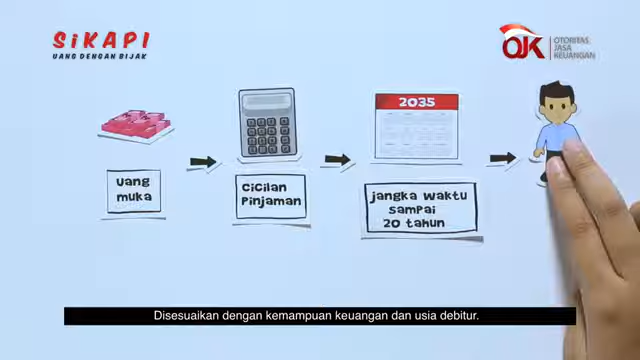 SiKAPI
UANG DENGAN BIJAK
OJK
OTORITAS
JASA
KEUANGAN
2035
uang
muka
cicilan
Pinjaman
jangka waktu
sampai
20 tahun
Disesuaikan dengan kemampuan keuangan dan usia debitur.